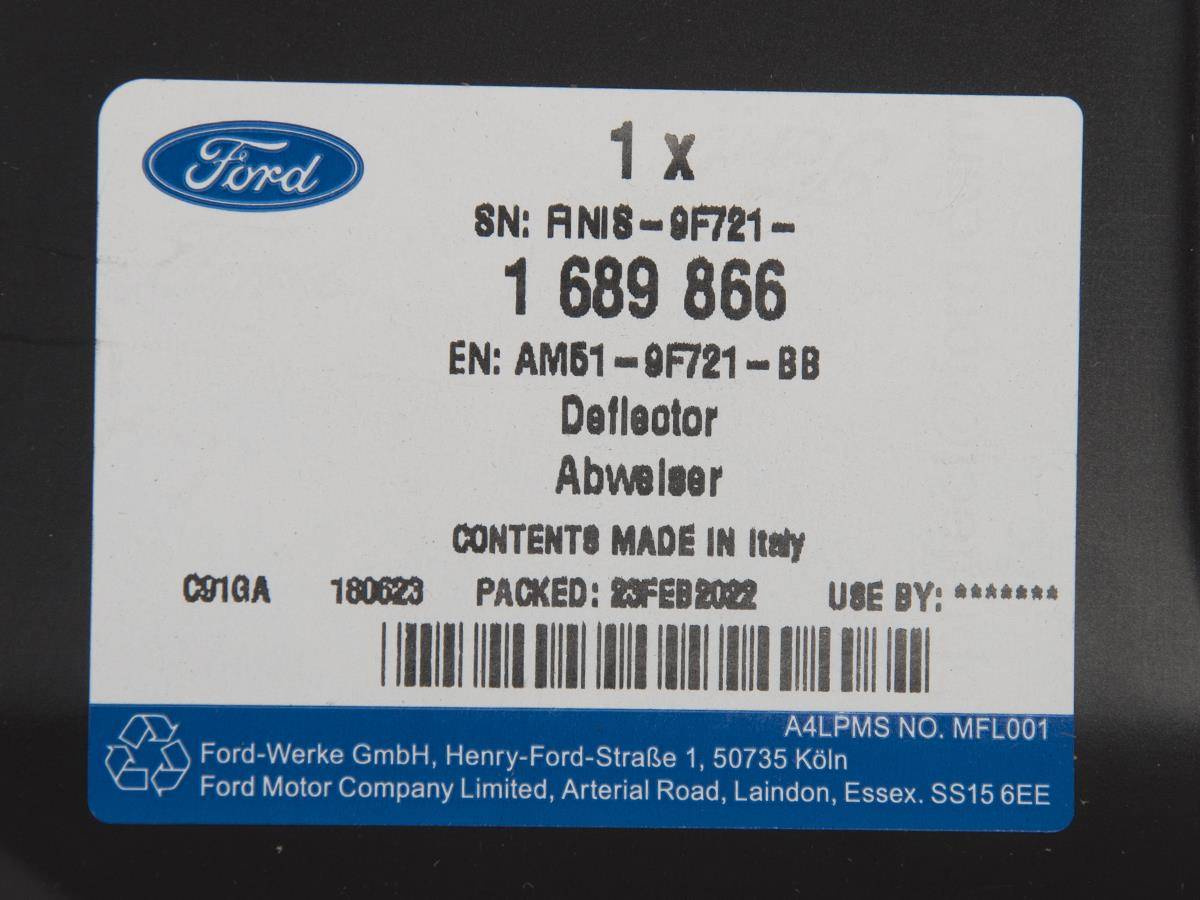 Ford
1 x
SN: FINIS-9F721-
1 689 866
EN: AM51-9F721-BB
Deflector
Abweiser
CONTENTS MADE IN Italy
C91GA 180623 PACKED: 23FEB2022 USE BY: *******
A4LPMS NO. MFL001
Ford-Werke GmbH, Henry-Ford-Straße 1, 50735 Köln
Ford Motor Company Limited, Arterial Road, Laindon, Essex. SS15 6EE